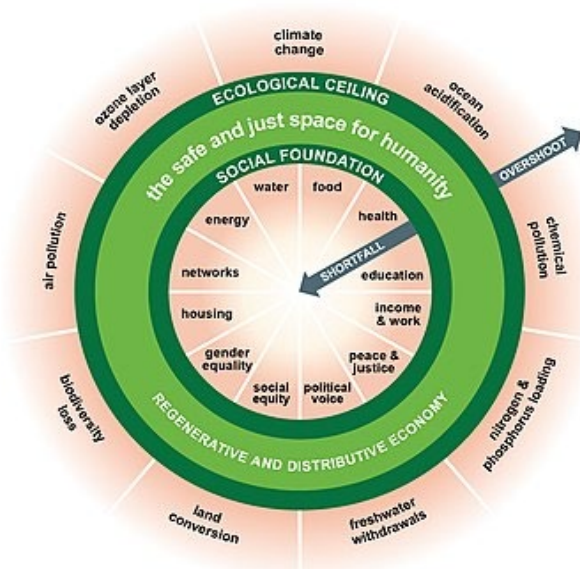 climate
change
ozone layer
depletion
ocean
acidification
ECOLOGICAL CEILING
the safe and just space for humanity
SOCIAL FOUNDATION
OVERSHOOT
water
food
energy
health
SHORTFALL
air pollution
chemical
pollution
networks
education
housing
income
& work
gender
equality
peace &
justice
social
equity
political
voice
biodiversity
loss
nitrogen &
phosphorus loading
REGENERATIVE AND DISTRIBUTIVE ECONOMY
land
conversion
freshwater
withdrawals